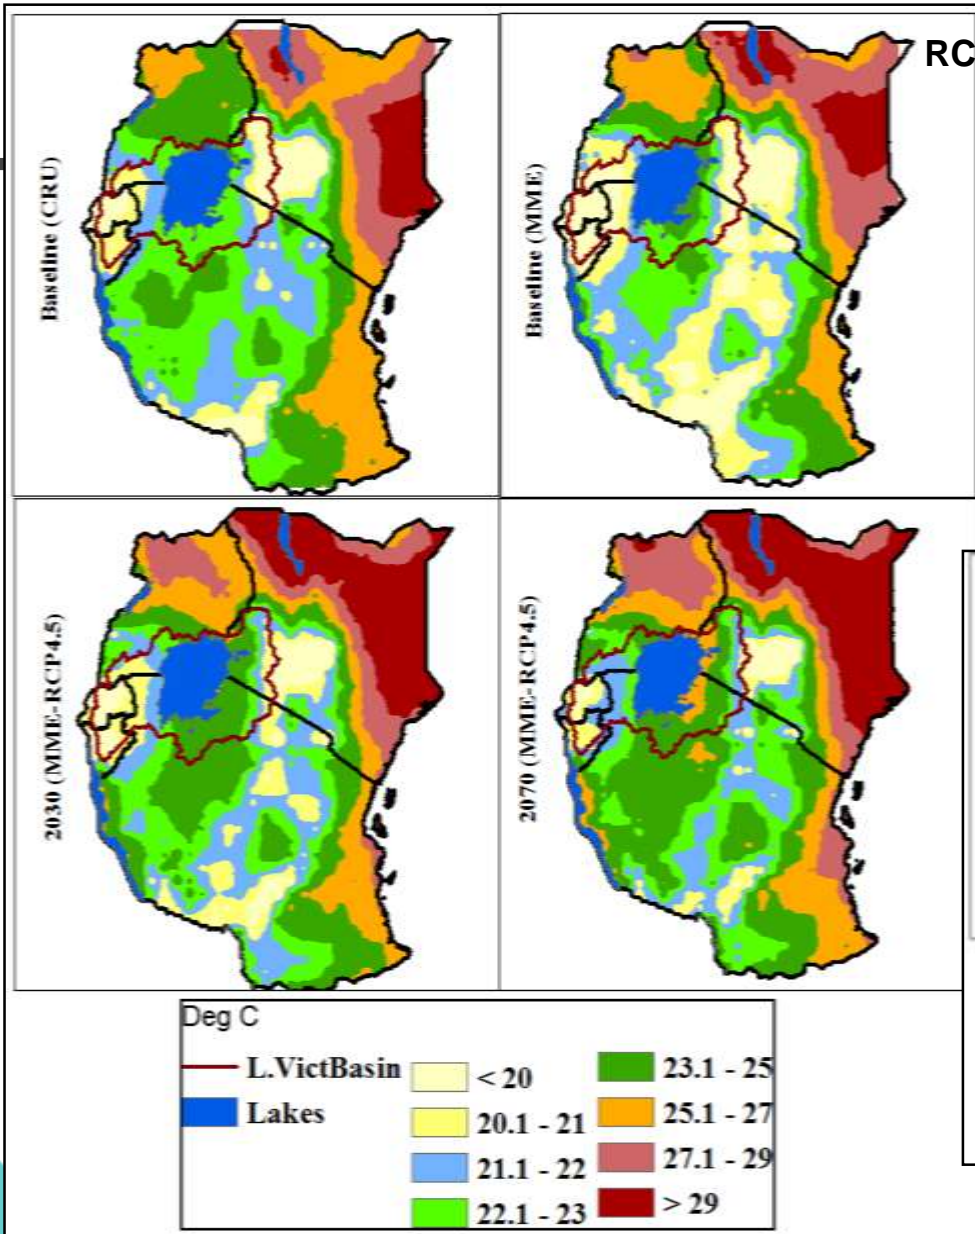 RC
Baseline (CRU)
Baseline (MME)
2030 (MME-RCP4.5)
2070 (MME-RCP4.5)
Deg C
L.VictBasin
Lakes
< 20
20.1 - 21
21.1 - 22
22.1 - 23
23.1 - 25
25.1 - 27
27.1 - 29
> 29